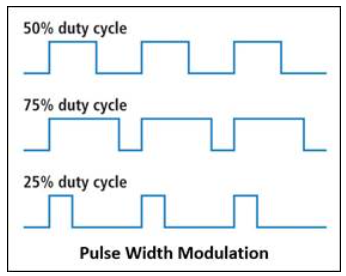 50% duty cycle
75% duty cycle
25% duty cycle
Pulse Width Modulation